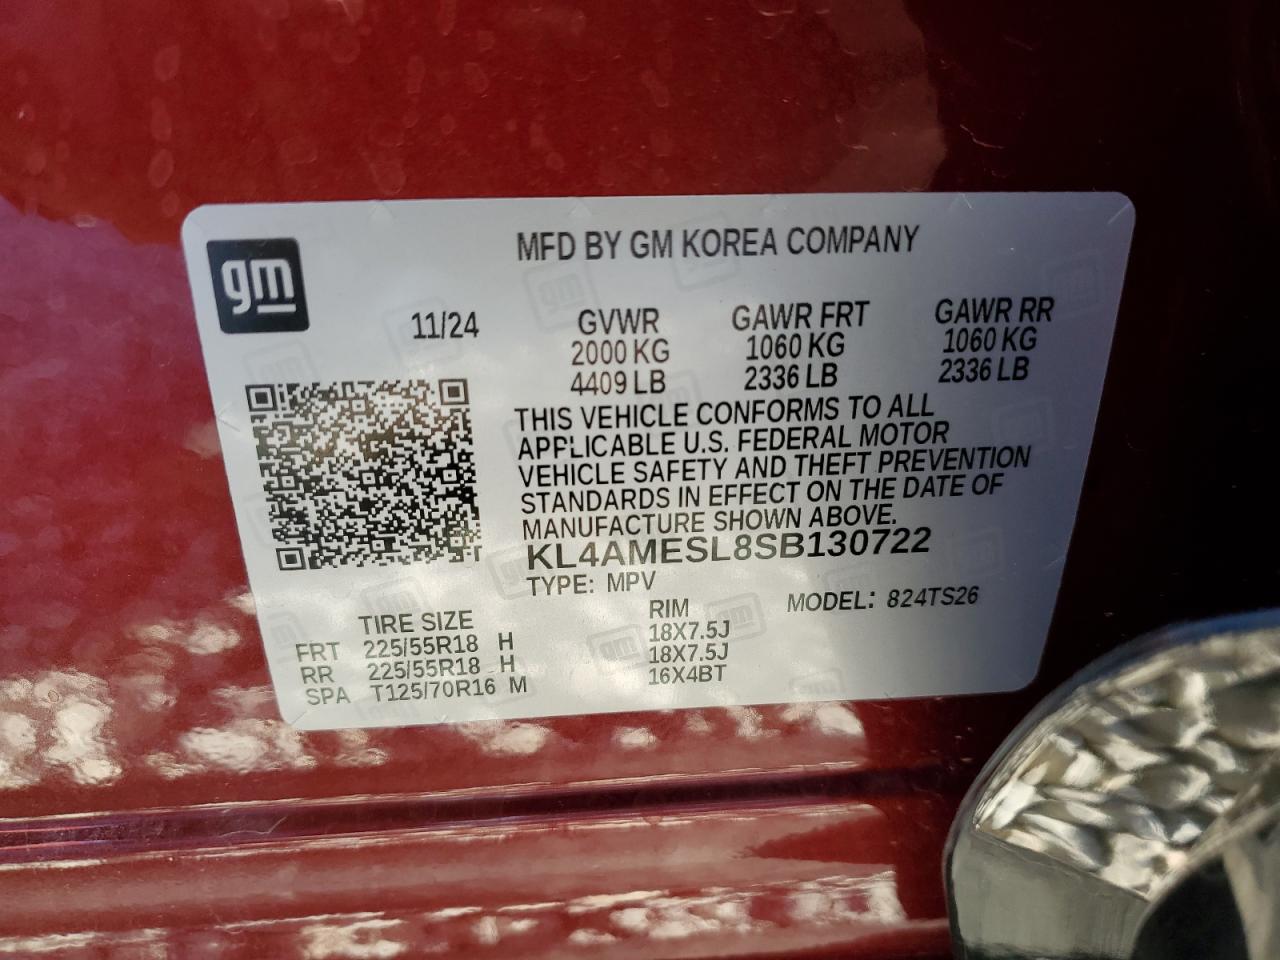 gm
MFD BY GM KOREA COMPANY
11/24 GVWR GAWR FRT GAWR RR
2000 KG 1060 KG 1060 KG
4409 LB 2336 LB 2336 LB
THIS VEHICLE CONFORMS TO ALL
APPLICABLE U.S. FEDERAL MOTOR
VEHICLE SAFETY AND THEFT PREVENTION
STANDARDS IN EFFECT ON THE DATE OF
MANUFACTURE SHOWN ABOVE.
KL4AMESL8SB130722
TYPE: MPV MODEL: 824TS26
TIRE SIZE RIM
FRT 225/55R18 H 18X7.5J
RR 225/55R18 H 18X7.5J
SPA T125/70R16 M 16X4BT